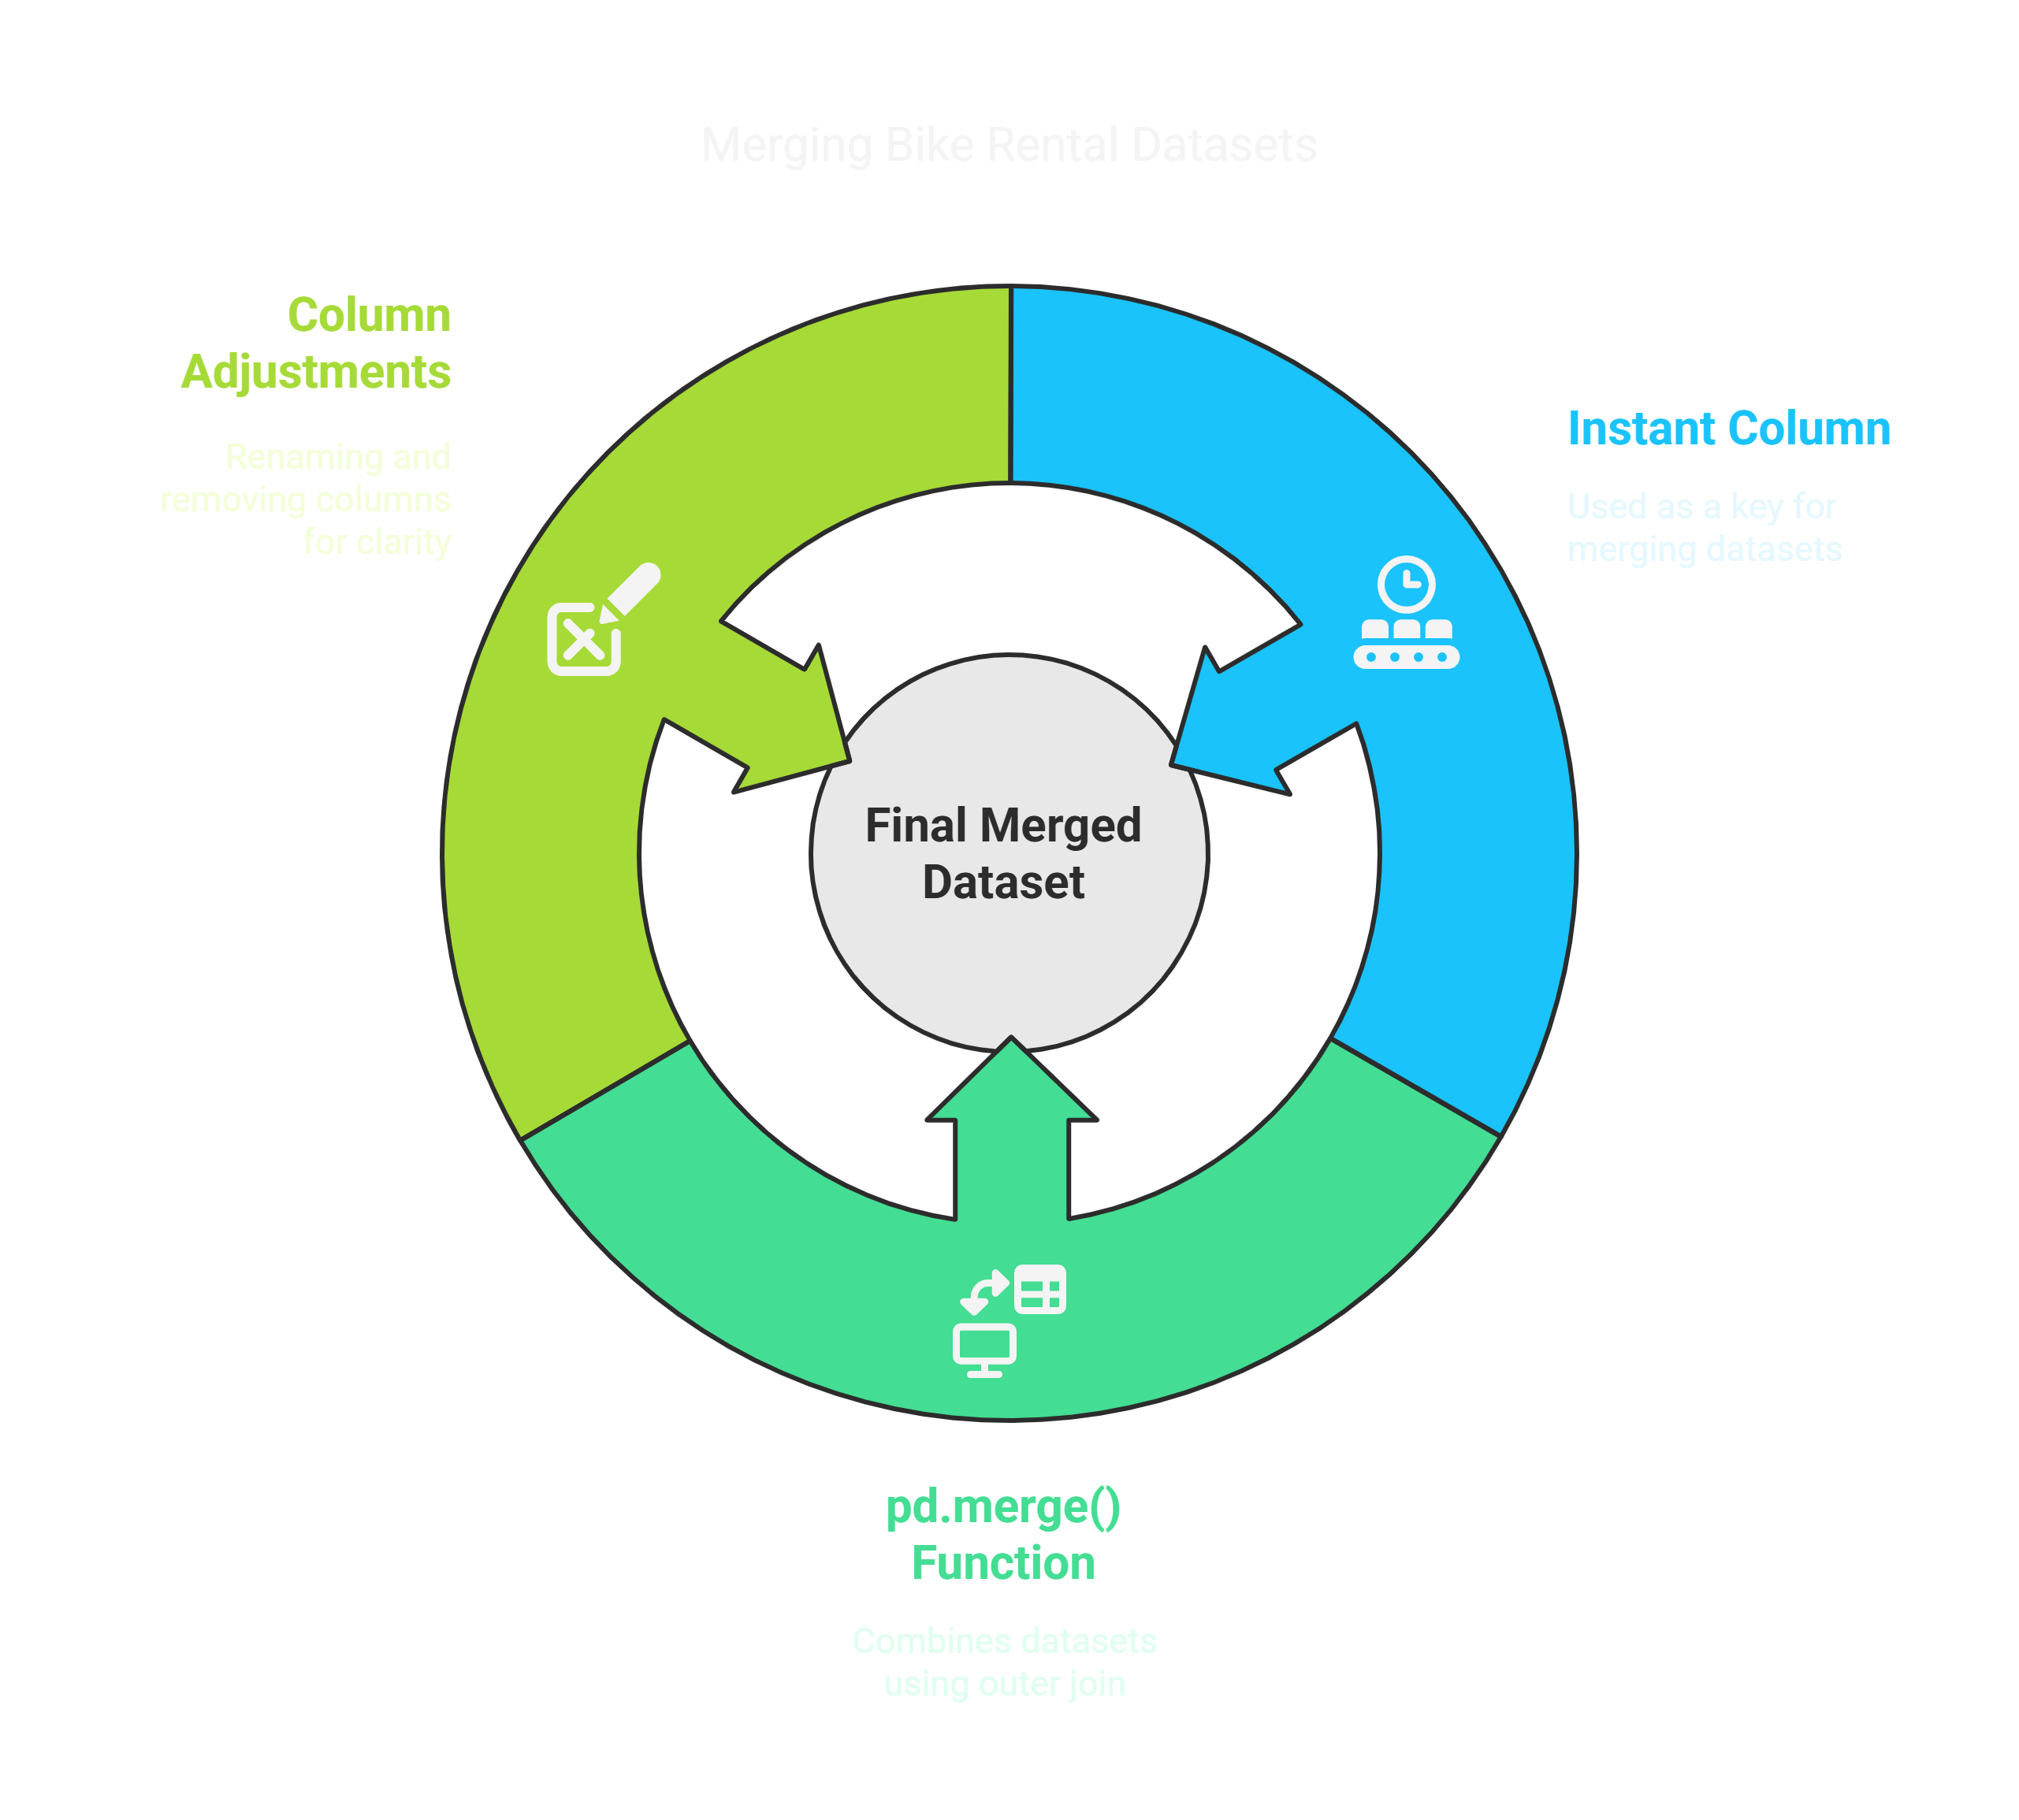 Merging Bike Rental Datasets
Column
Adjustments
Renaming and
removing columns
for clarity
Instant Column
Used as a key for
merging datasets
Final Merged
Dataset
pd.merge()
Function
Combines datasets
using outer join